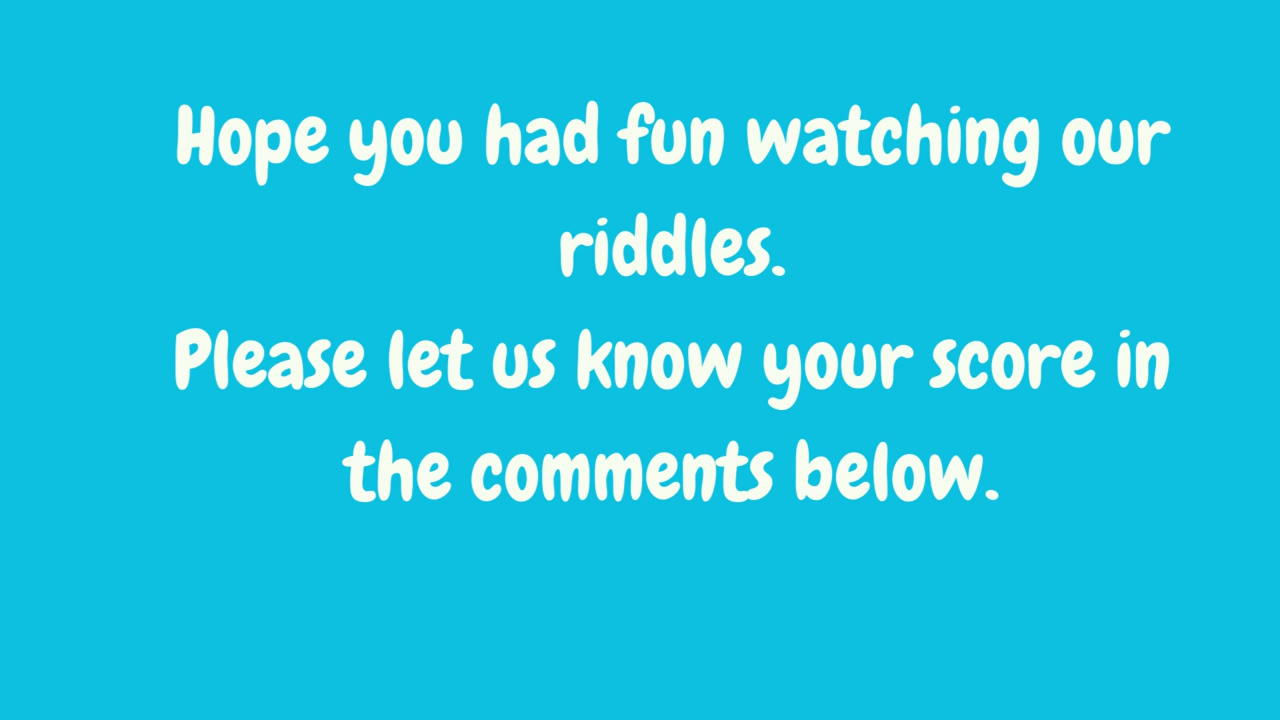 Hope you had fun watching our
riddles.
Please let us know your score in
the comments below.